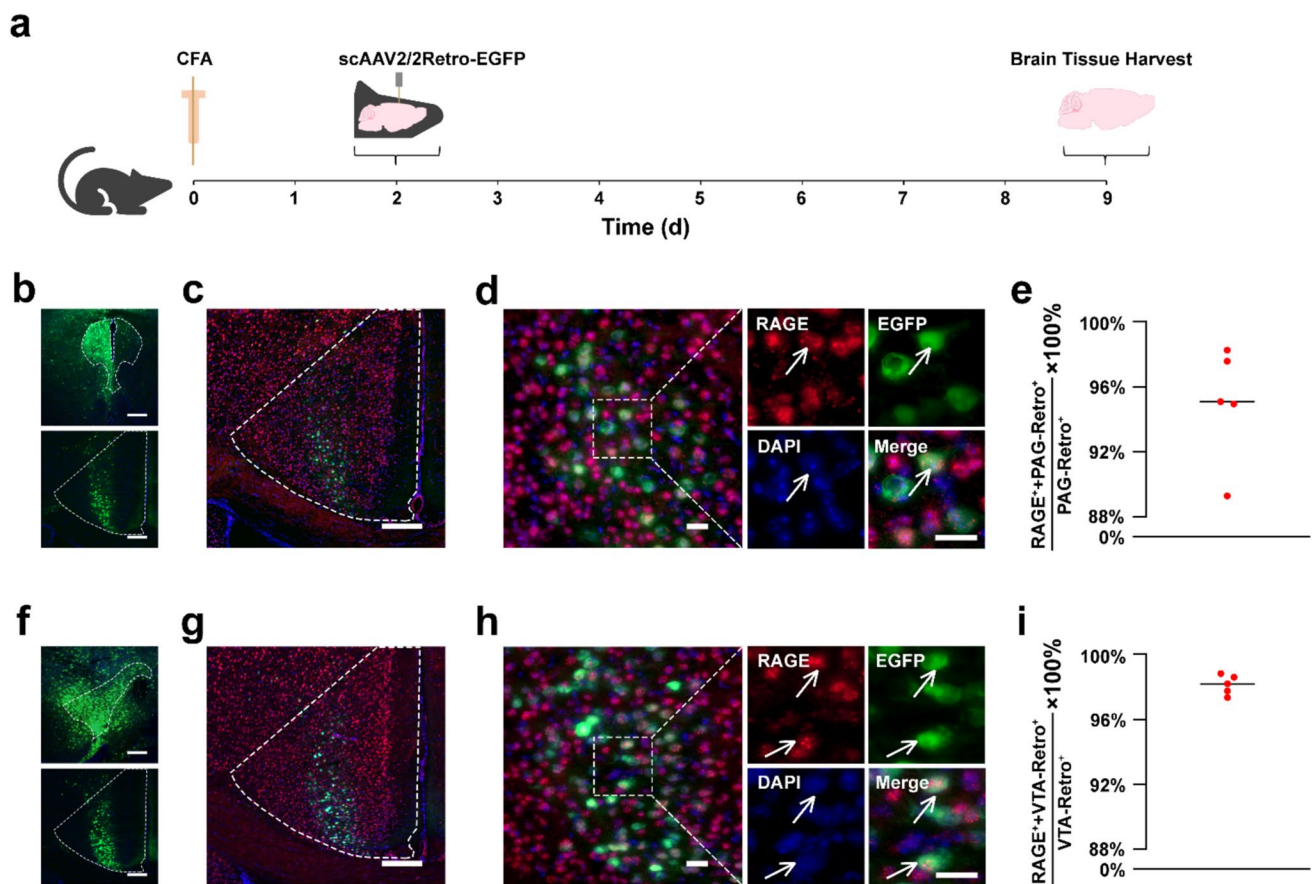 a
CFA
scAAV2/2Retro-EGFP
Brain Tissue Harvest
0 1 2 3 4 5 6 7 8 9
Time (d)
b
c
d
RAGE
EGFP
DAPI
Merge
e
RAGE⁺+PAG-Retro⁺
PAG-Retro⁺
×100%
100%
96%
92%
88%
0%
f
g
h
RAGE
EGFP
DAPI
Merge
i
RAGE⁺+VTA-Retro⁺
VTA-Retro⁺
×100%
100%
96%
92%
88%
0%